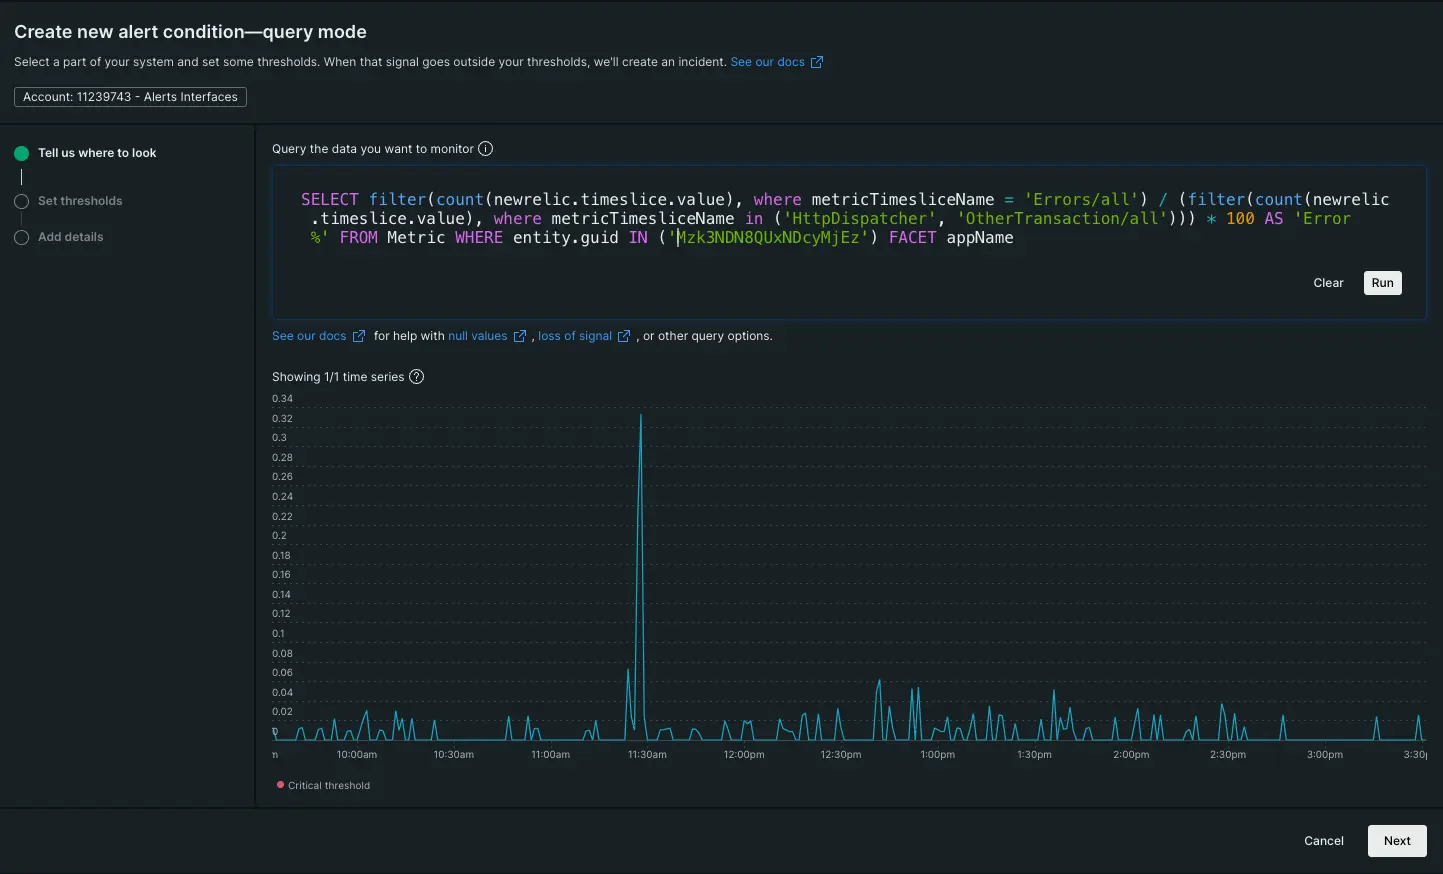 Create new alert condition—query mode
Select a part of your system and set some thresholds. When that signal goes outside your thresholds, we'll create an incident. See our docs
Account: 11239743 - Alerts Interfaces
Tell us where to look
Set thresholds
Add details
Query the data you want to monitor
SELECT filter(count(newrelic.timeslice.value), where metricTimesliceName = 'Errors/all') / (filter(count(newrelic
.timeslice.value), where metricTimesliceName in ('HttpDispatcher', 'OtherTransaction/all'))) * 100 AS 'Error
%' FROM Metric WHERE entity.guid IN ('Mzk3NDN8QUxNDcyMjEz') FACET appName
Clear
Run
See our docs for help with null values , loss of signal , or other query options.
Showing 1/1 time series
0.34
0.32
0.3
0.28
0.26
0.24
0.22
0.2
0.18
0.16
0.14
0.12
0.1
0.08
0.06
0.04
0.02
0
m 10:00am 10:30am 11:00am 11:30am 12:00pm 12:30pm 1:00pm 1:30pm 2:00pm 2:30pm 3:00pm 3:30p
Critical threshold
Cancel
Next